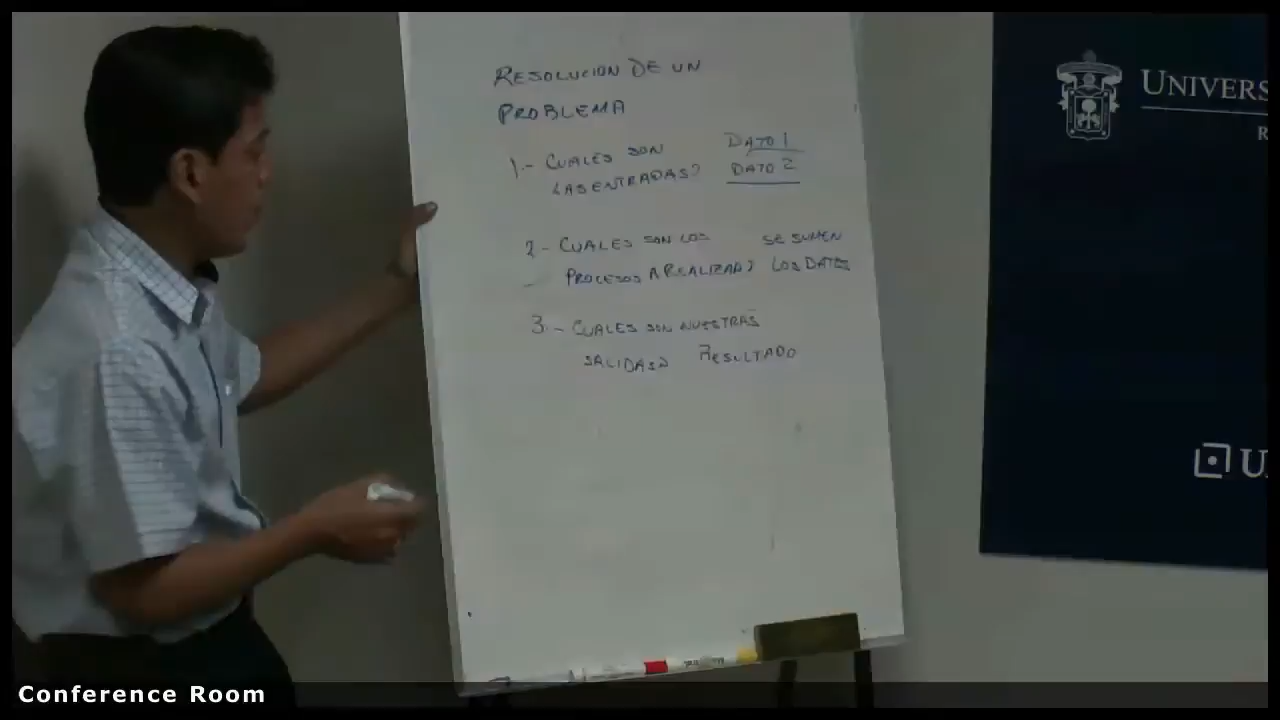 RESOLUCION DE UN
PROBLEMA
1.- CUALES SON
LAS ENTRADAS?
DATO 1
DATO 2
2- CUALES SON LOS
PROCESOS A REALIZAR?
SE SUMEN
LOS DATOS
3.- CUALES SON NUESTRAS
SALIDAS?
RESULTADO
UNIVERS
R
U
Conference Room